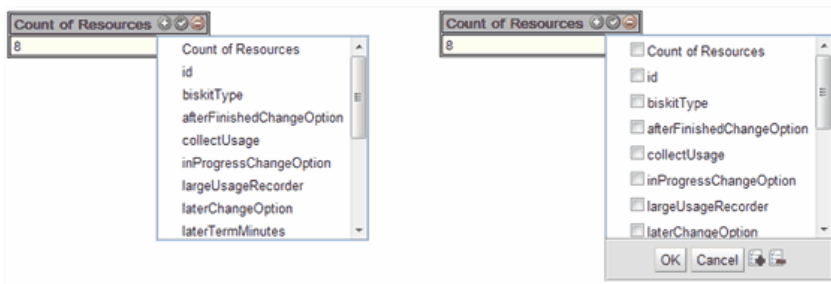 Count of Resources
8
Count of Resources
id
biskitType
afterFinishedChangeOption
collectUsage
inProgressChangeOption
largeUsageRecorder
laterChangeOption
laterTermMinutes
Count of Resources
8
Count of Resources
id
biskitType
afterFinishedChangeOption
collectUsage
inProgressChangeOption
largeUsageRecorder
laterChangeOption
OK Cancel